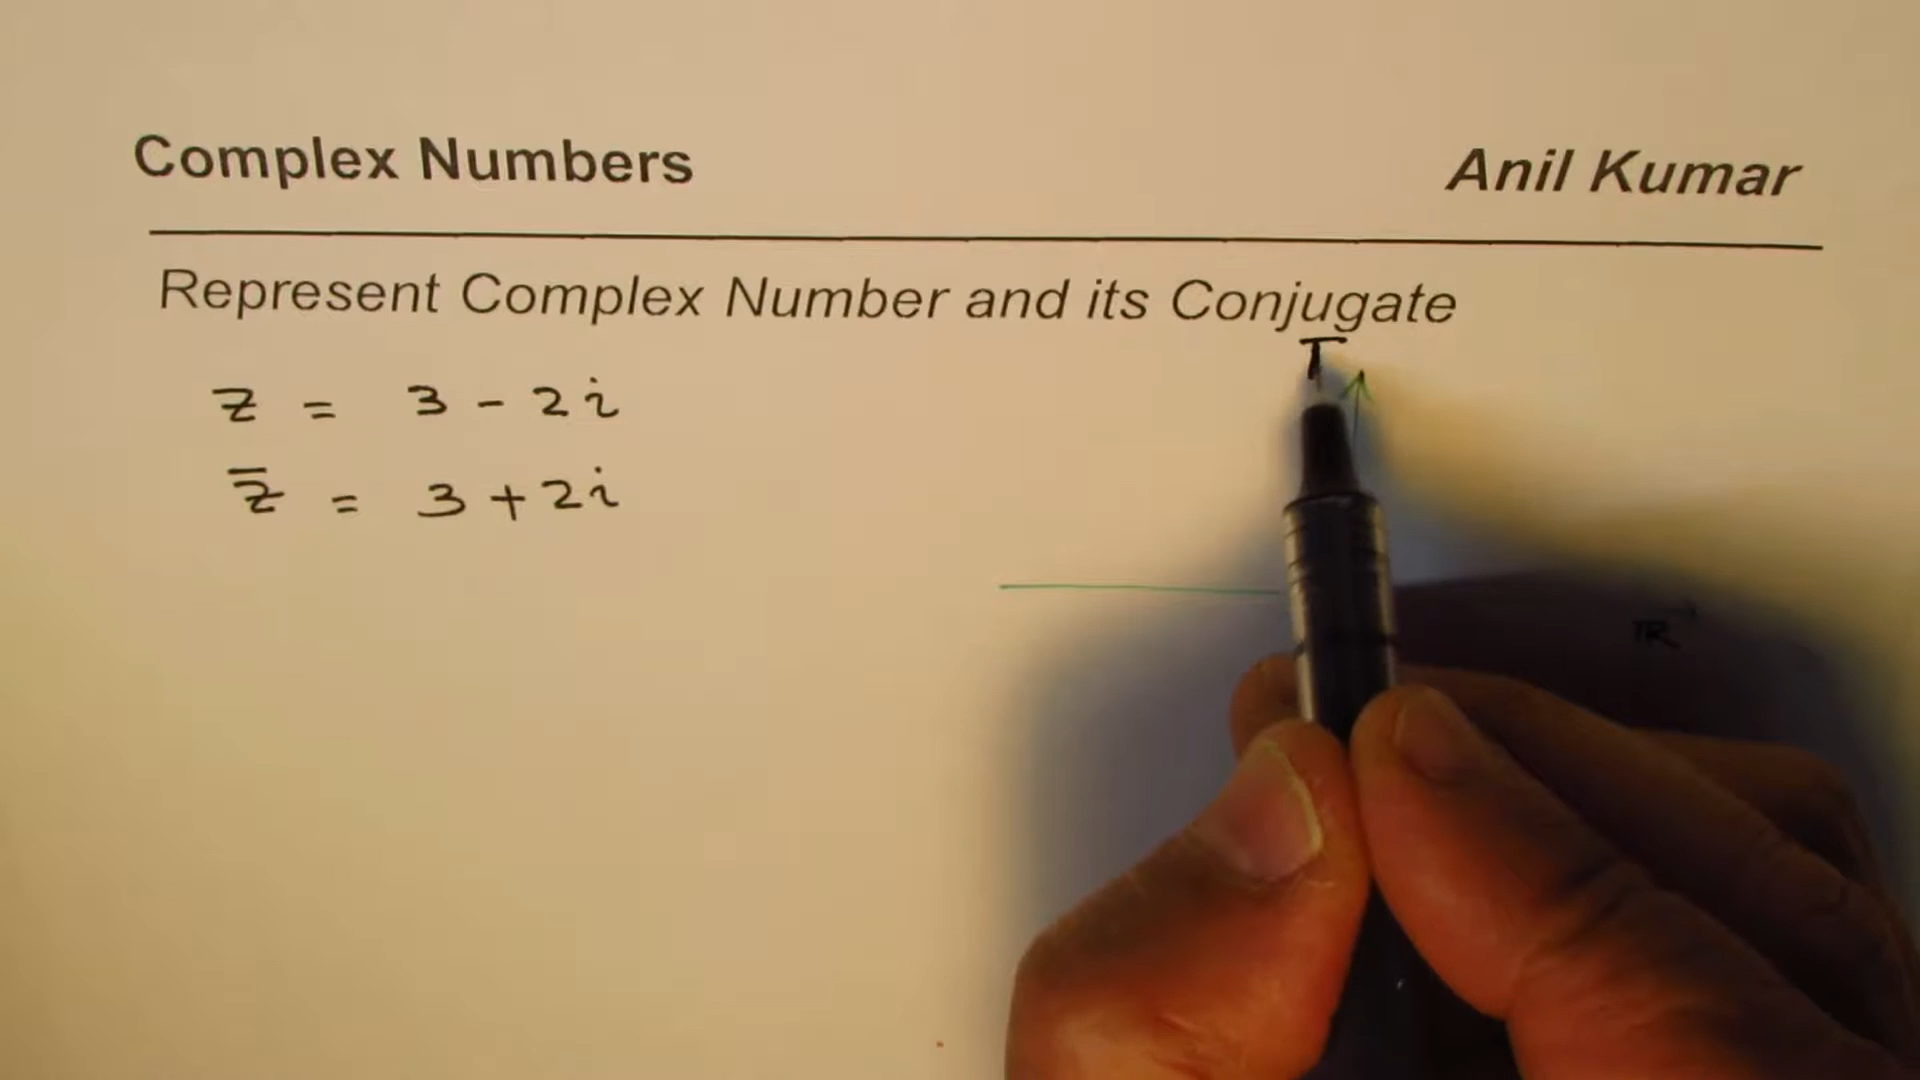 Complex Numbers
Anil Kumar
Represent Complex Number and its Conjugate
z = 3 - 2i
z̅ = 3 + 2i
R